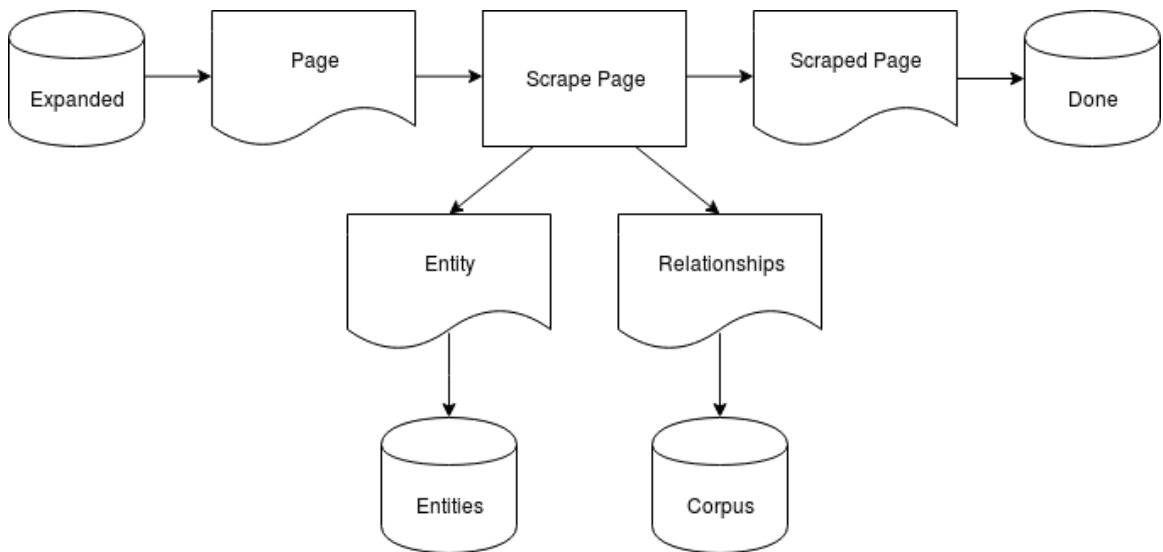 Expanded
Page
Scrape Page
Scraped Page
Done
Entity
Relationships
Entities
Corpus